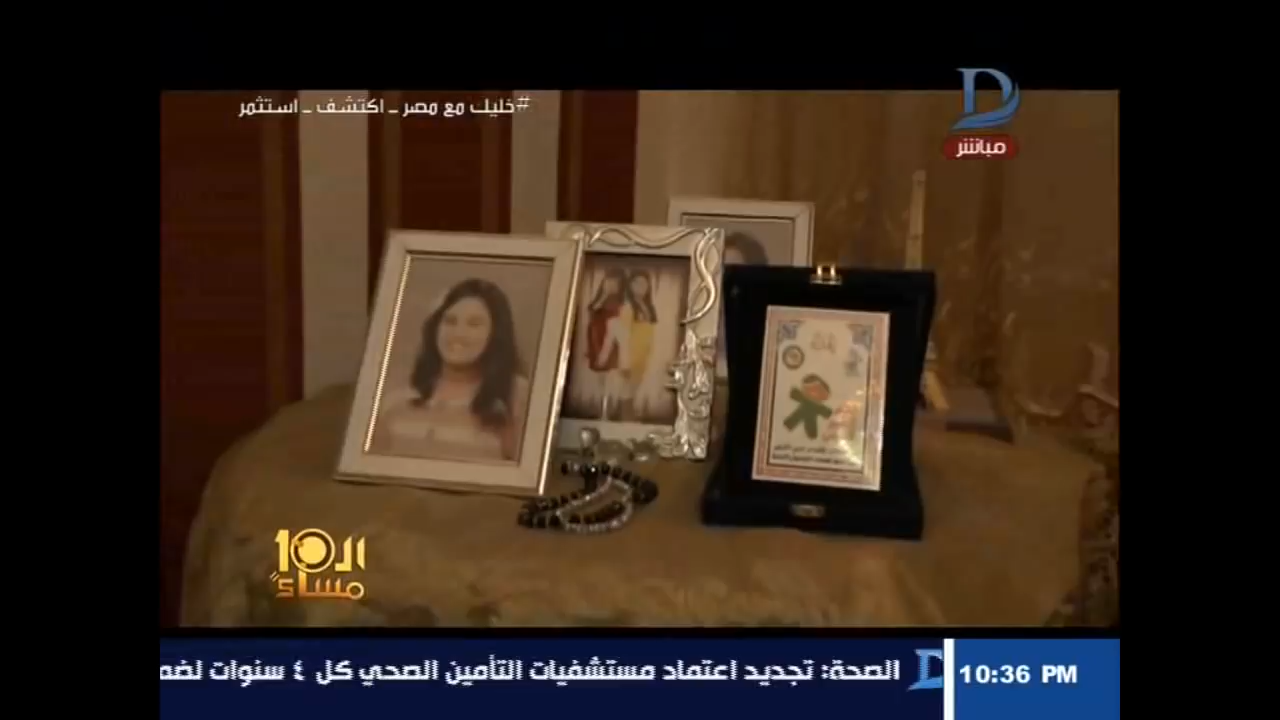 #خليك مع مصر - اكتشف - استثمر
مباشر
الـ10
مساءً
الصحة: تجديد اعتماد مستشفيات التأمين الصحي كل ٤ سنوات لضم
10:36 PM